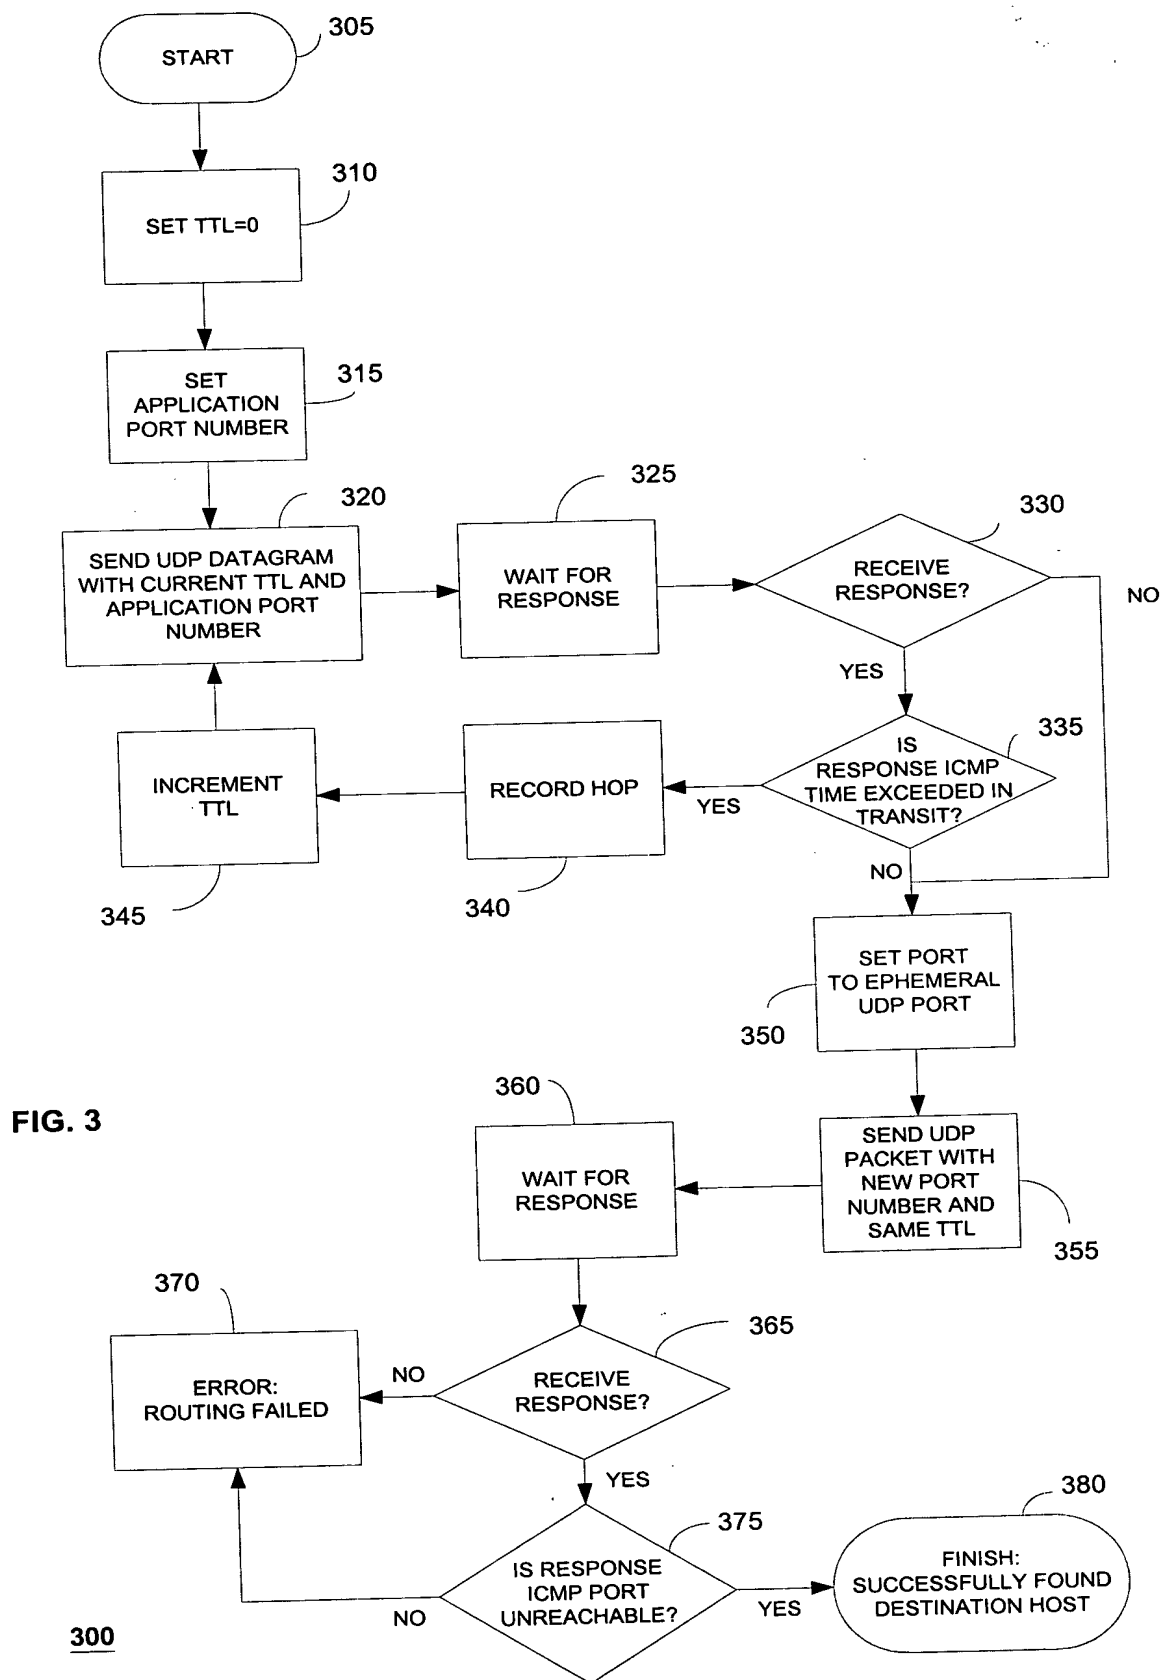 START
305
310
SET TTL=0
315
SET
APPLICATION
PORT NUMBER
320
SEND UDP DATAGRAM
WITH CURRENT TTL AND
APPLICATION PORT
NUMBER
325
WAIT FOR
RESPONSE
330
RECEIVE
RESPONSE?
NO
YES
335
IS
RESPONSE ICMP
TIME EXCEEDED IN
TRANSIT?
YES
NO
RECORD HOP
340
INCREMENT
TTL
345
SET PORT
TO EPHEMERAL
UDP PORT
350
SEND UDP
PACKET WITH
NEW PORT
NUMBER AND
SAME TTL
355
360
WAIT FOR
RESPONSE
FIG. 3
365
RECEIVE
RESPONSE?
NO
YES
370
ERROR:
ROUTING FAILED
375
IS RESPONSE
ICMP PORT
UNREACHABLE?
NO
YES
380
FINISH:
SUCCESSFULLY FOUND
DESTINATION HOST
300